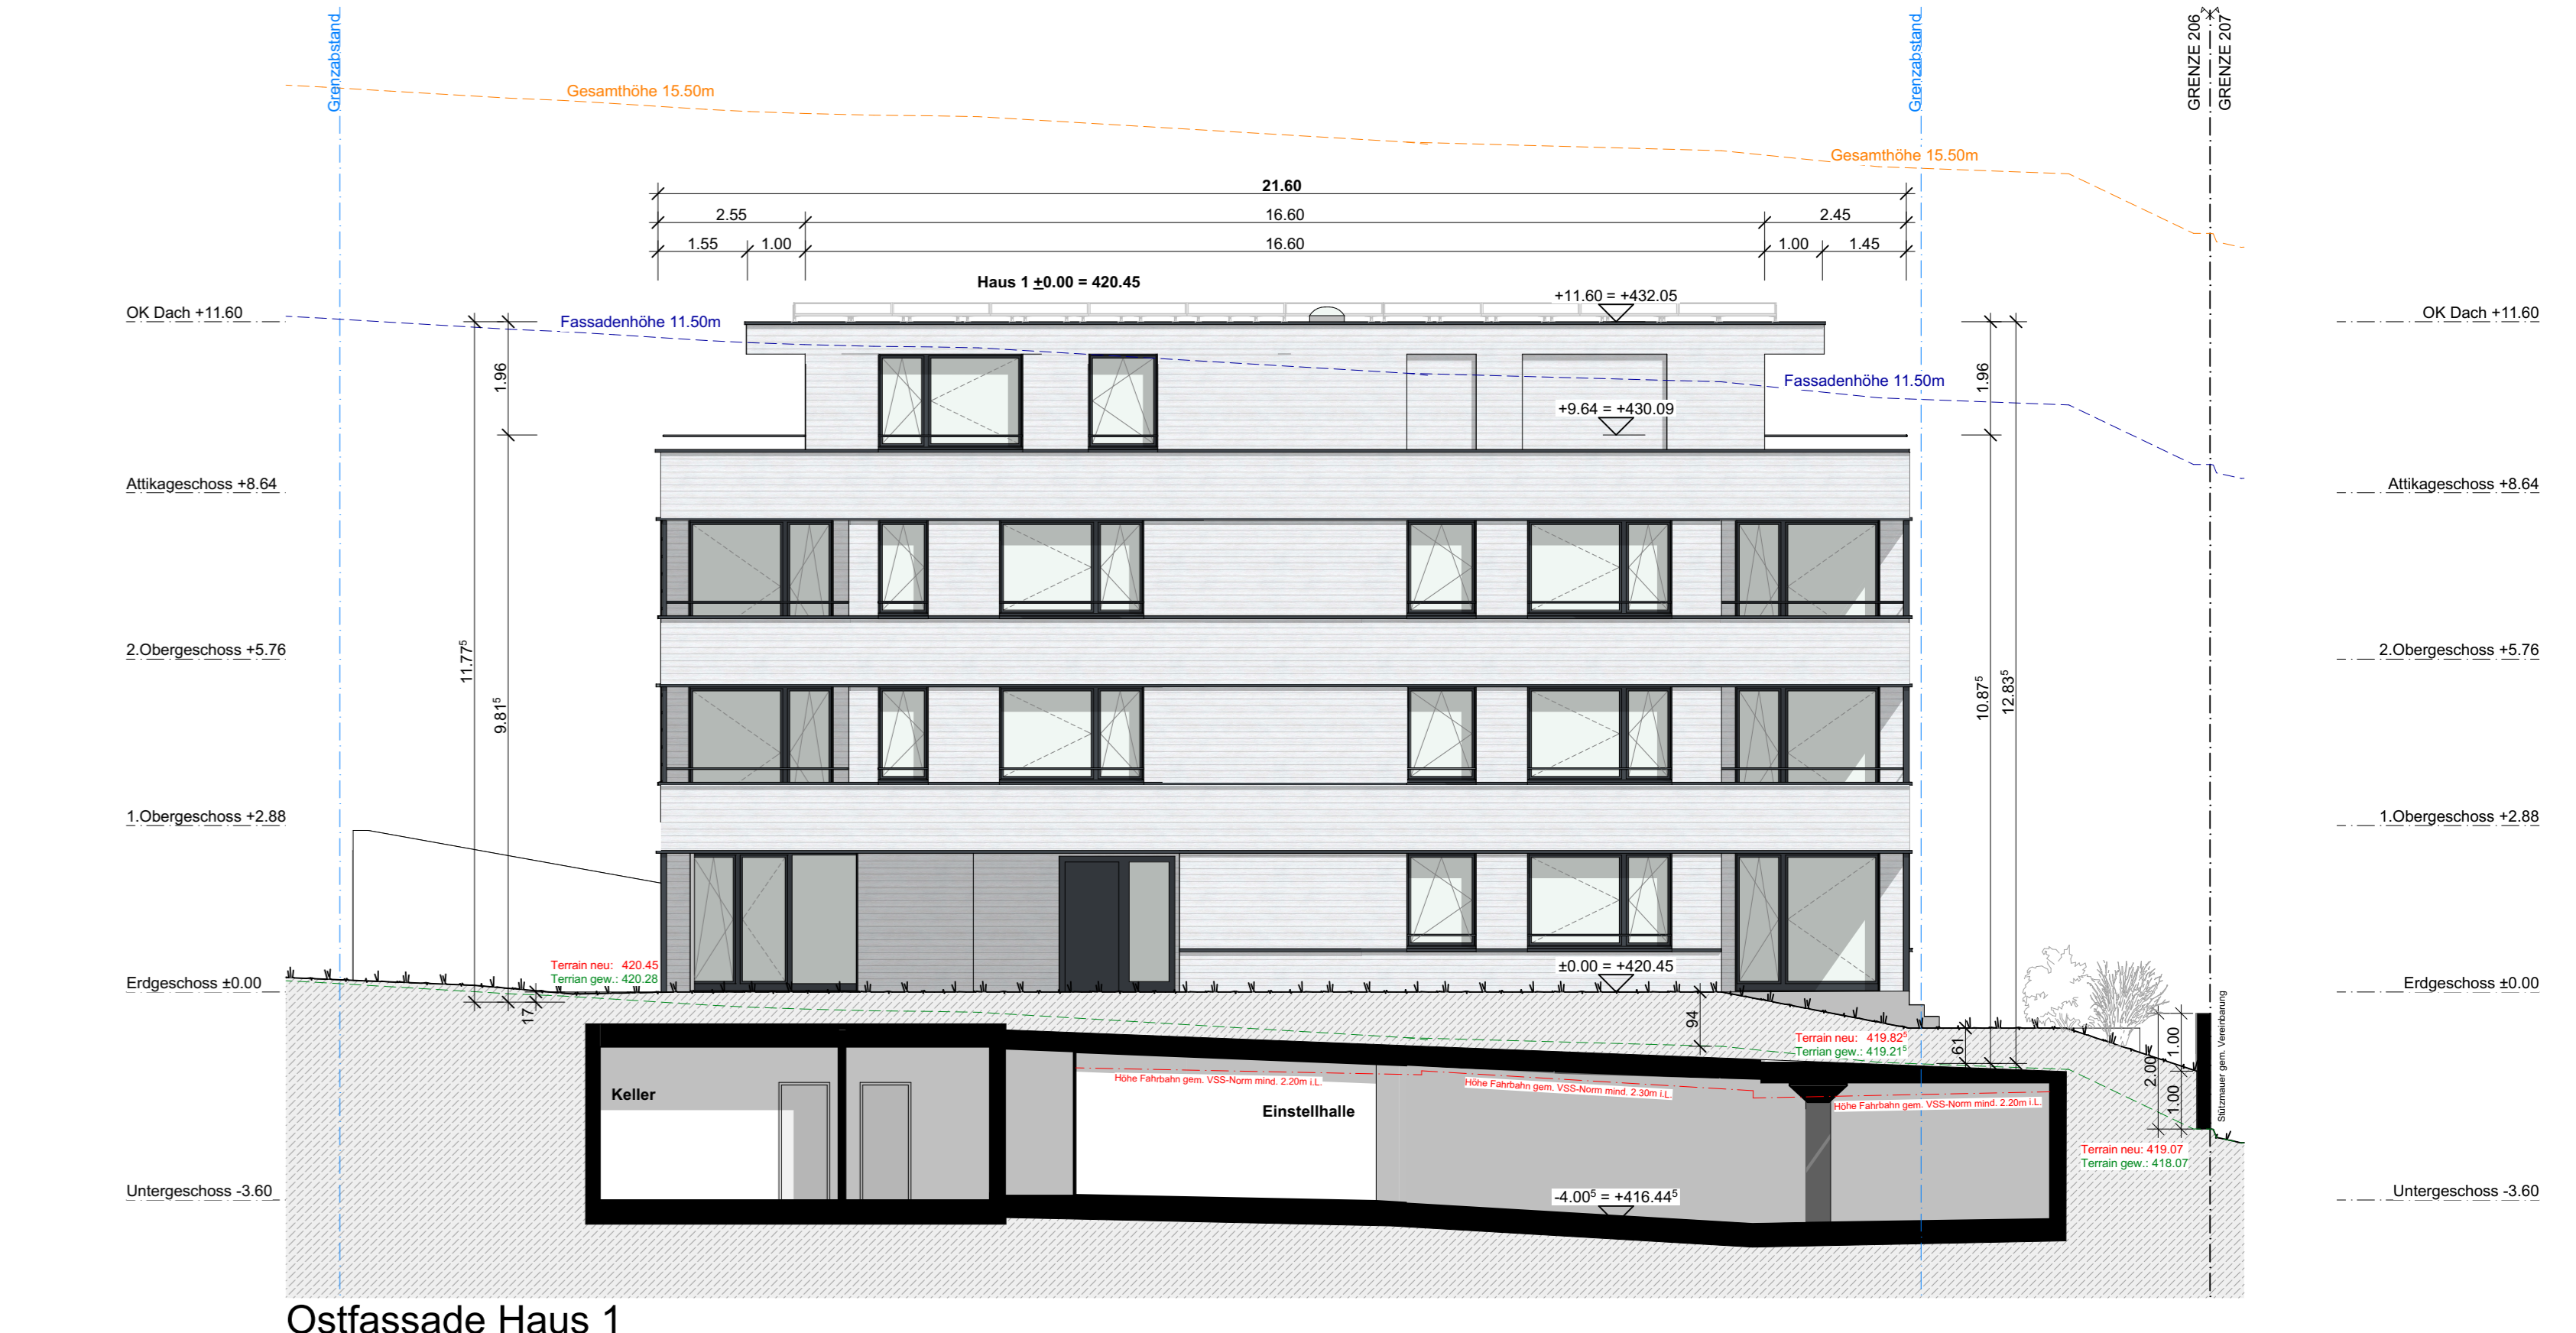 Grenzabstand
Grenzabstand
GRENZE 206
GRENZE 207
Gesamthöhe 15.50m
Gesamthöhe 15.50m
21.60
2.55
16.60
2.45
1.55
1.00
16.60
1.00
1.45
Haus 1 ±0.00 = 420.45
+11.60 = +432.05
OK Dach +11.60
Fassadenhöhe 11.50m
OK Dach +11.60
1.96
1.96
Fassadenhöhe 11.50m
+9.64 = +430.09
Attikageschoss +8.64
Attikageschoss +8.64
2.Obergeschoss +5.76
2.Obergeschoss +5.76
11.77⁵
9.81⁵
10.87⁵
12.83⁵
1.Obergeschoss +2.88
1.Obergeschoss +2.88
Terrain neu: 420.45
Terrian gew.: 420.28
±0.00 = +420.45
Erdgeschoss ±0.00
Erdgeschoss ±0.00
17
94
Terrain neu: 419.82⁵
Terrian gew.: 419.21⁵
61
2.00
1.00
1.00
Stützmauer gem. Vereinbarung
Keller
Höhe Fahrbahn gem. VSS-Norm mind. 2.20m i.L.
Höhe Fahrbahn gem. VSS-Norm mind. 2.30m i.L.
Höhe Fahrbahn gem. VSS-Norm mind. 2.20m i.L.
Einstellhalle
Terrain neu: 419.07
Terrain gew.: 418.07
Untergeschoss -3.60
-4.00⁵ = +416.44⁵
Untergeschoss -3.60
Ostfassade Haus 1